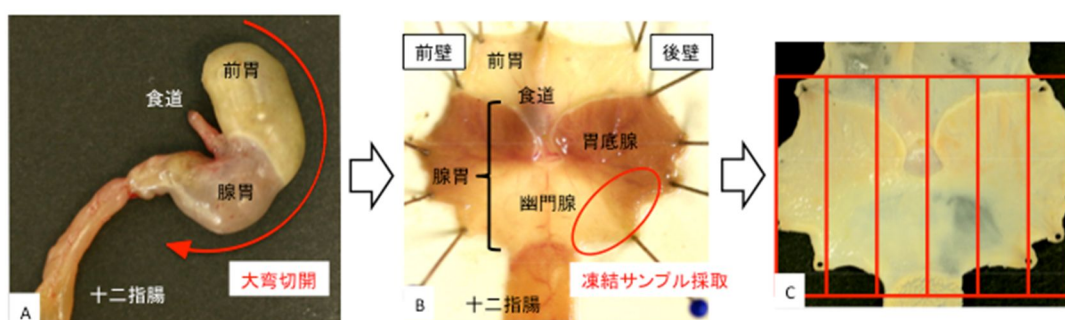 前胃
食道
腺胃
大弯切開
十二指腸
A
前壁
後壁
前胃
食道
胃底腺
腺胃
幽門腺
凍結サンプル採取
十二指腸
B
C